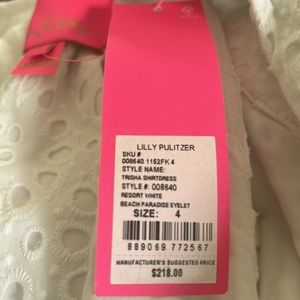 LILLY PULITZER
SKU #
008640 1152FK 4
STYLE NAME:
TRISHA SHIRTDRESS
STYLE #: 008640
RESORT WHITE
BEACH PARADISE EYELET
SIZE: 4
889069 772567
MANUFACTURER'S SUGGESTED PRICE
$218.00